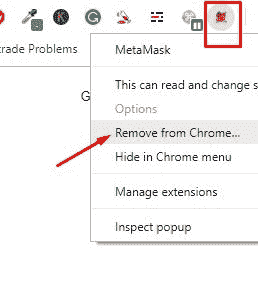 trade Problems
G
MetaMask
This can read and change s
Options
Remove from Chrome...
Hide in Chrome menu
Manage extensions
Inspect popup